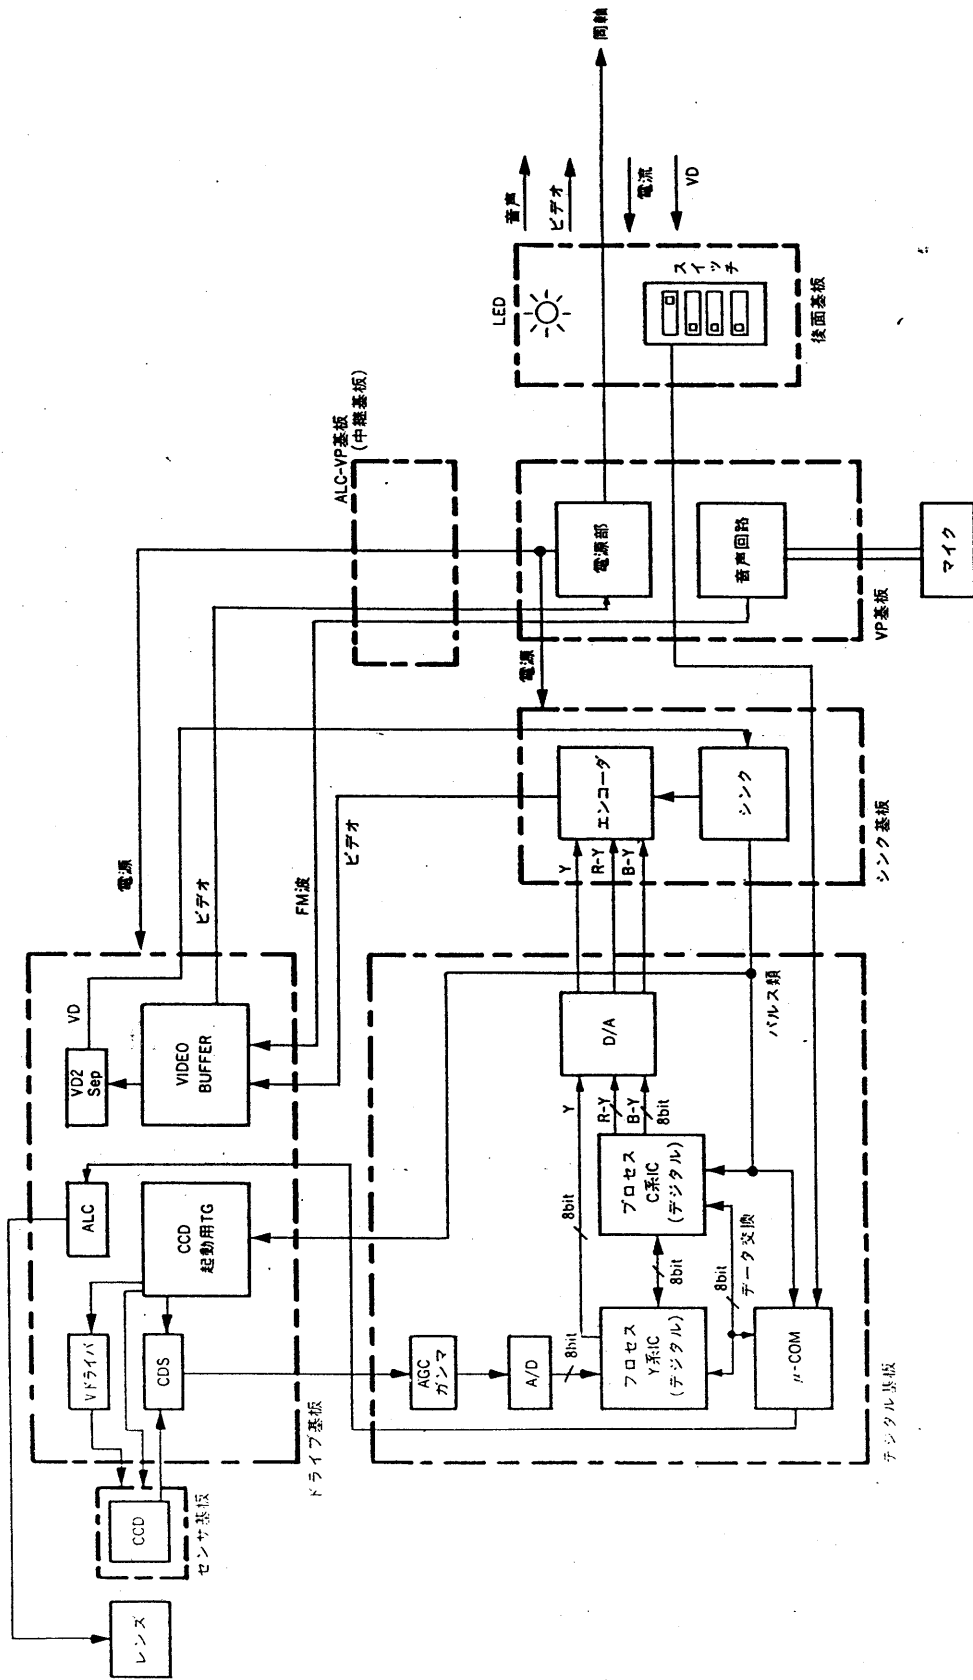 レンズ
CCD
センサ基板
Vドライバ
CDS
ALC
CCD
起動用TG
VD2
Sep
VD
VIDEO
BUFFER
ドライブ基板
電源
ビデオ
FM波
ビデオ
ALC-VP基板
(中継基板)
AGC
ガンマ
A/D
8bit
プロセス
Y系IC
(デジタル)
8bit
8bit
プロセス
C系IC
(デジタル)
Y
R-Y
B-Y
8bit
D/A
8bit
データ交換
μ-COM
パルス類
デジタル基板
Y
R-Y
B-Y
エンコーダ
シンク
シンク基板
電源
電源部
音声回路
VP基板
マイク
LED
スイッチ
後面基板
音声
ビデオ
電流
VD
同軸